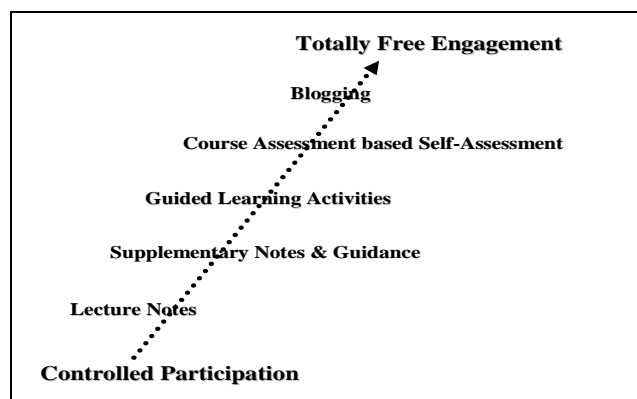 Totally Free Engagement
Blogging
Course Assessment based Self-Assessment
Guided Learning Activities
Supplementary Notes & Guidance
Lecture Notes
Controlled Participation